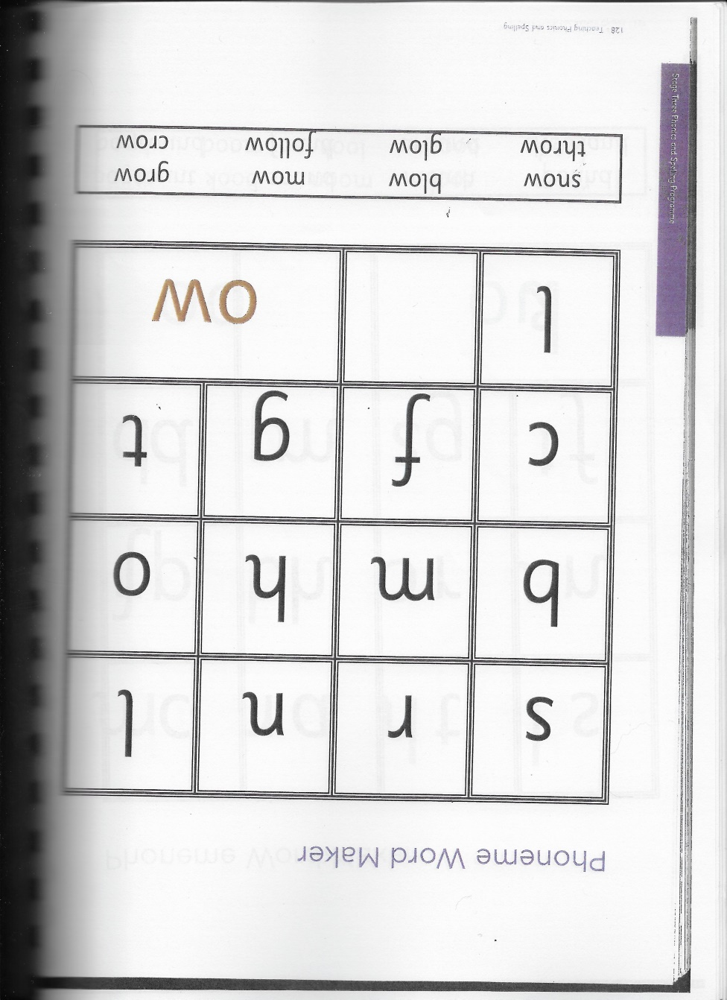 Phoneme Word Maker
s r n l
b m h o
c f g t
l ow
snow blow mow grow
throw glow follow crow
128 Teaching Phonics and Spelling
Stage Three Phonics and Spelling Programme